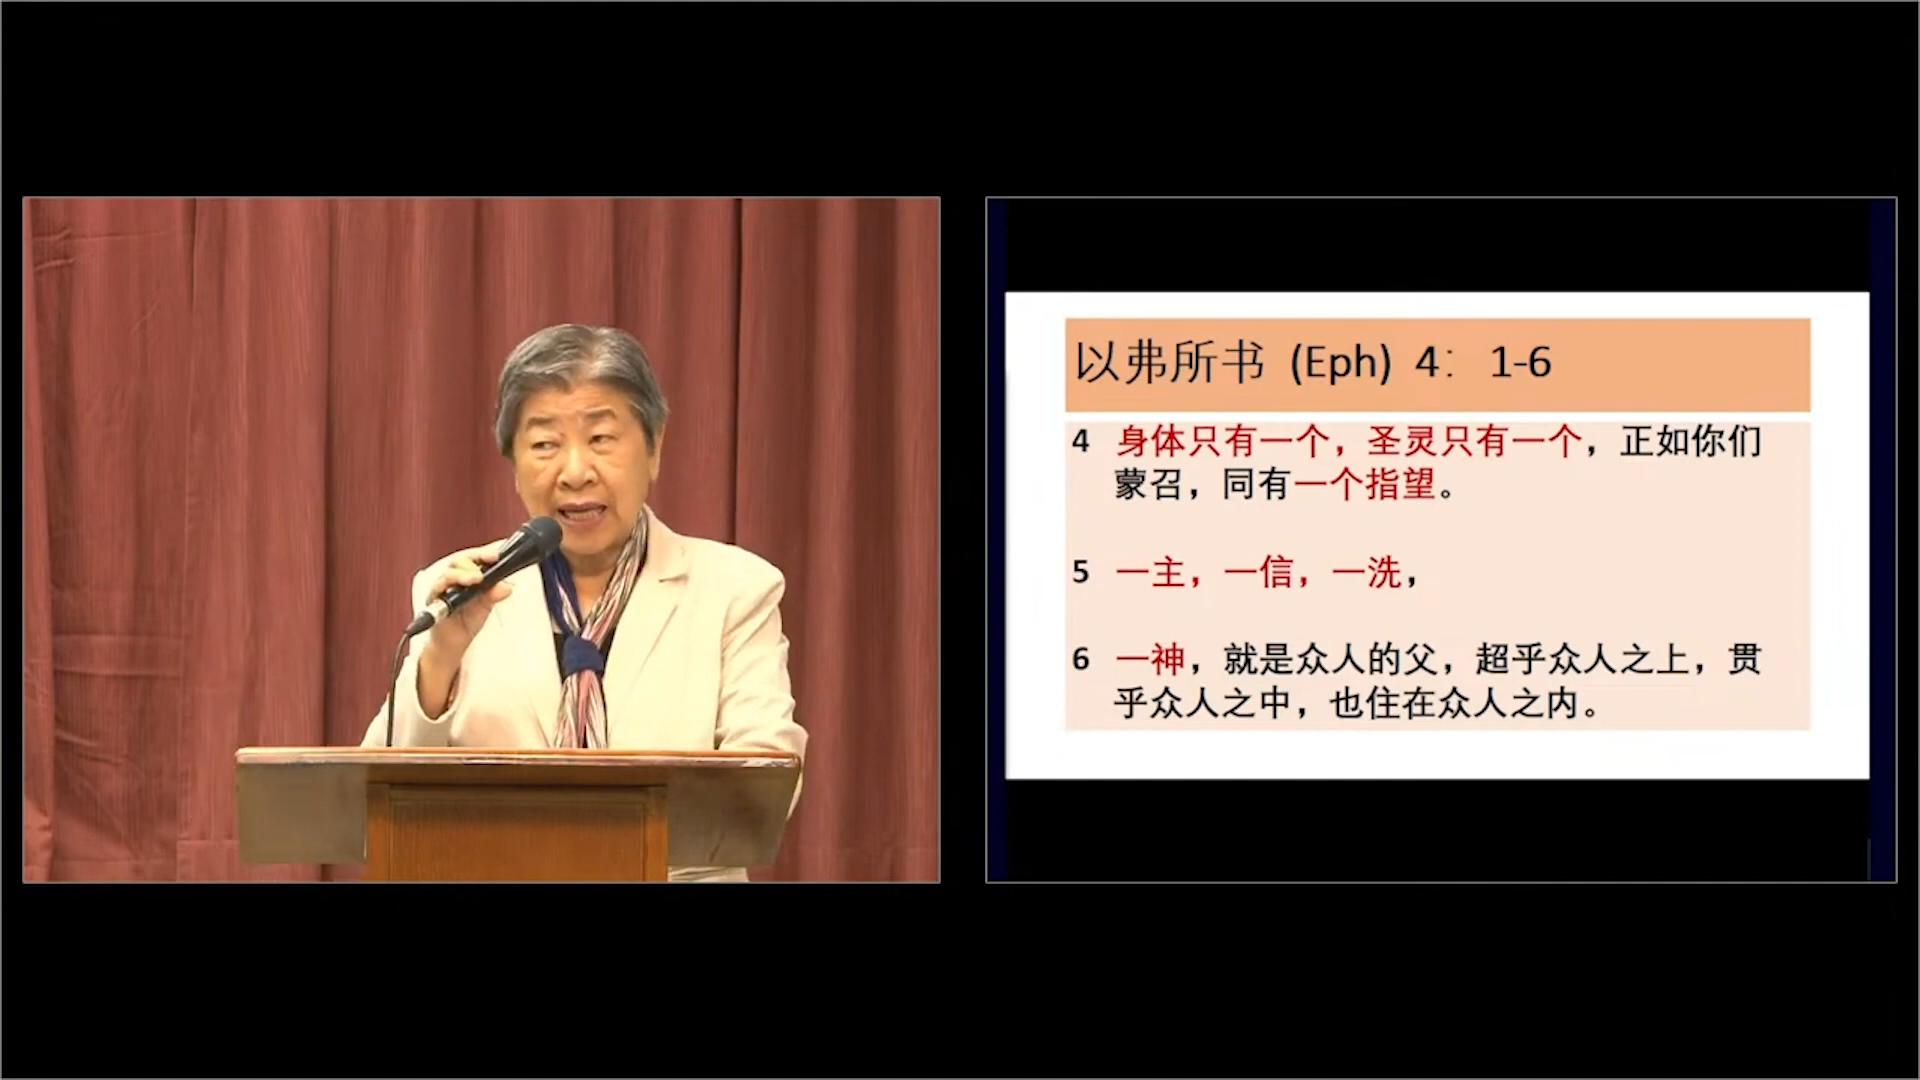 以弗所书 (Eph) 4: 1-6
4 身体只有一个，圣灵只有一个，正如你们
蒙召，同有一个指望。
5 一主，一信，一洗，
6 一神，就是众人的父，超乎众人之上，贯
乎众人之中，也住在众人之内。